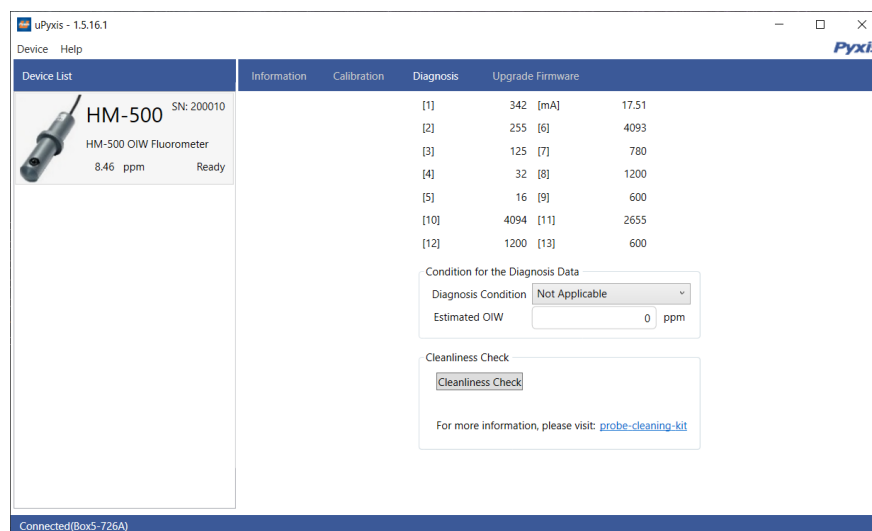 uPyxis - 1.5.16.1
Device Help
Pyxis
Device List
Information Calibration Diagnosis Upgrade Firmware
HM-500 SN: 200010
HM-500 OIW Fluorometer
8.46 ppm Ready
[1] 342 [mA] 17.51
[2] 255 [6] 4093
[3] 125 [7] 780
[4] 32 [8] 1200
[5] 16 [9] 600
[10] 4094 [11] 2655
[12] 1200 [13] 600
Condition for the Diagnosis Data
Diagnosis Condition Not Applicable
Estimated OIW 0 ppm
Cleanliness Check
Cleanliness Check
For more information, please visit: probe-cleaning-kit
Connected(Box5-726A)